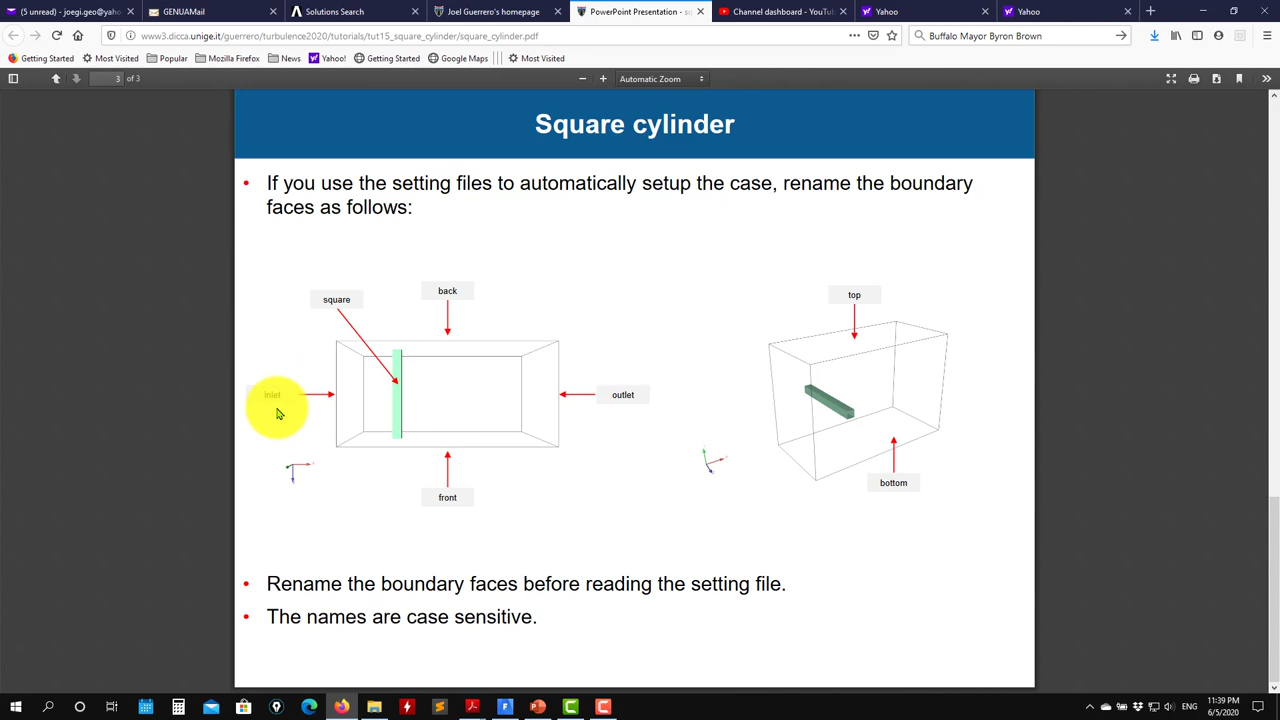 (5 unread) - joegi.geo@yaho
GENUAMail
Solutions Search
Joel Guerrero's homepage
PowerPoint Presentation - sq
Channel dashboard - YouTu
Yahoo
Yahoo
www3.dicca.unige.it/guerrero/turbulence2020/tutorials/tut15_square_cylinder/square_cylinder.pdf
Buffalo Mayor Byron Brown
Getting Started
Most Visited
Popular
Mozilla Firefox
News
Yahoo!
Getting Started
Google Maps
Most Visited
3 of 3
Automatic Zoom
Square cylinder
• If you use the setting files to automatically setup the case, rename the boundary
faces as follows:
back
square
top
inlet
outlet
front
bottom
• Rename the boundary faces before reading the setting file.
• The names are case sensitive.
ENG
11:39 PM
6/5/2020